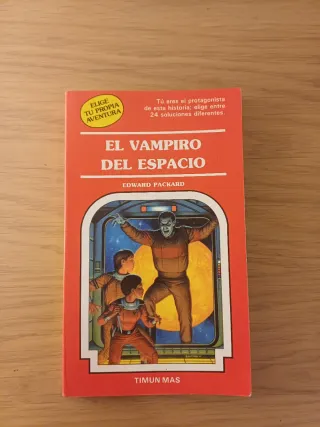 ELIGE
TU PROPIA
AVENTURA
Tú eres el protagonista
de esta historia; elige entre
24 soluciones diferentes.
EL VAMPIRO
DEL ESPACIO
EDWARD PACKARD
TIMUN MAS